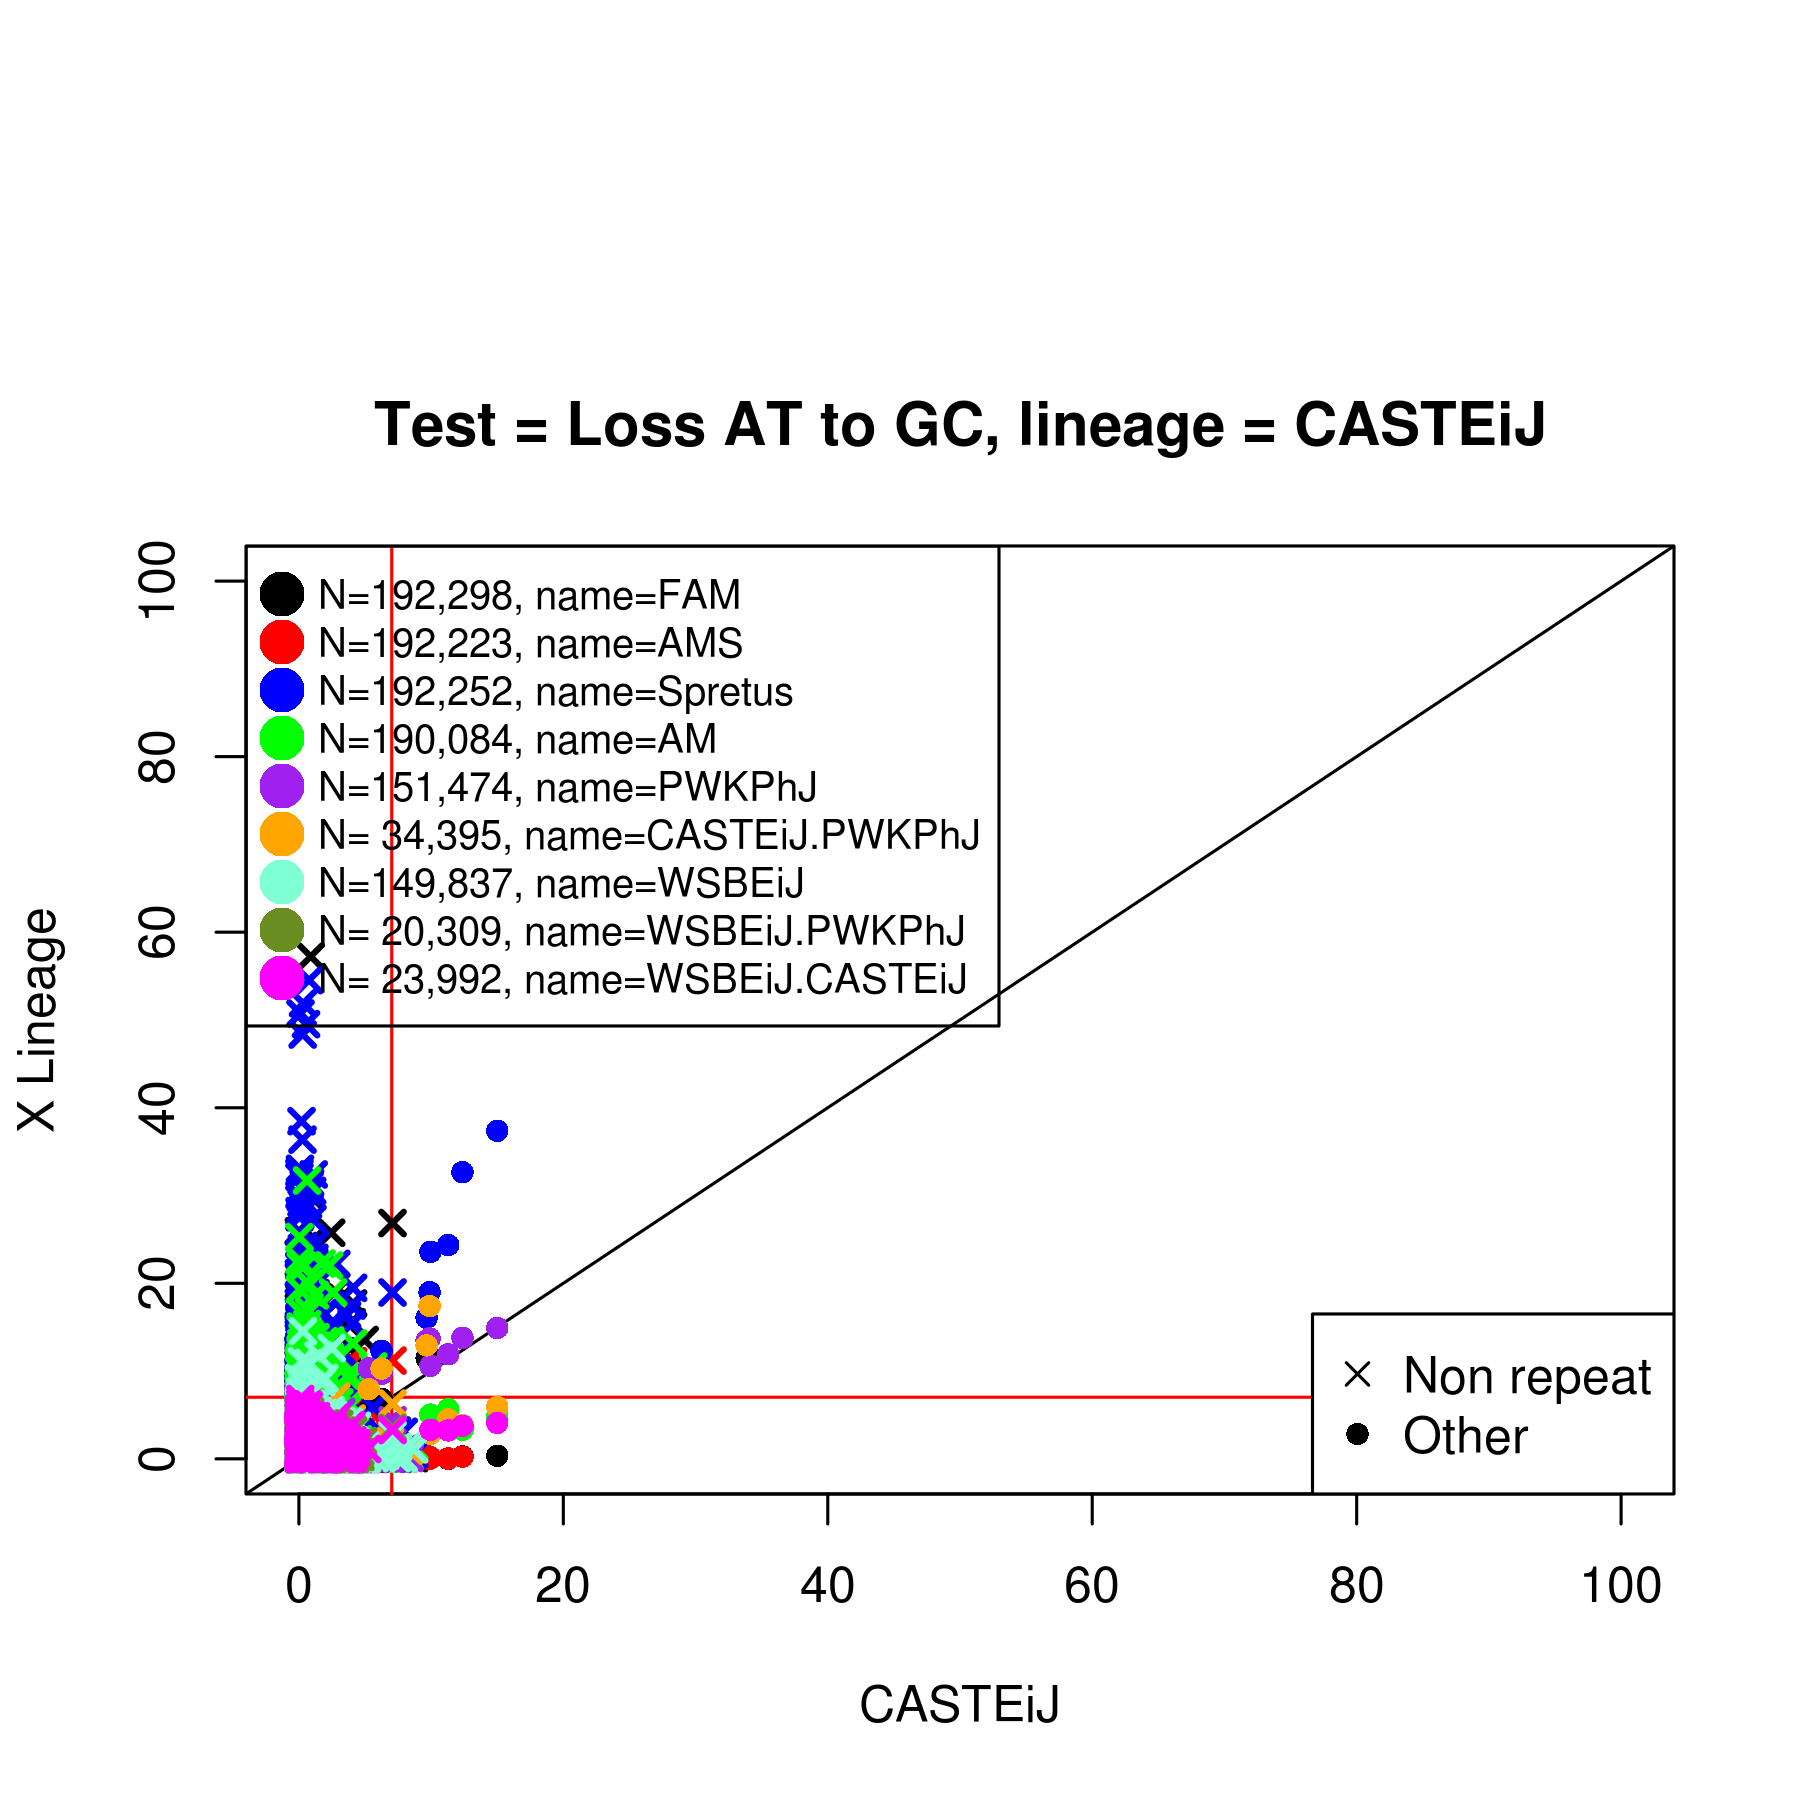 Test = Loss AT to GC, lineage = CASTEiJ
X Lineage
100
80
60
40
20
0
N=192,298, name=FAM
N=192,223, name=AMS
N=192,252, name=Spretus
N=190,084, name=AM
N=151,474, name=PWKPhJ
N= 34,395, name=CASTEiJ.PWKPhJ
N=149,837, name=WSBEiJ
N= 20,309, name=WSBEiJ.PWKPhJ
N= 23,992, name=WSBEiJ.CASTEiJ
Non repeat
Other
0 20 40 60 80 100
CASTEiJ